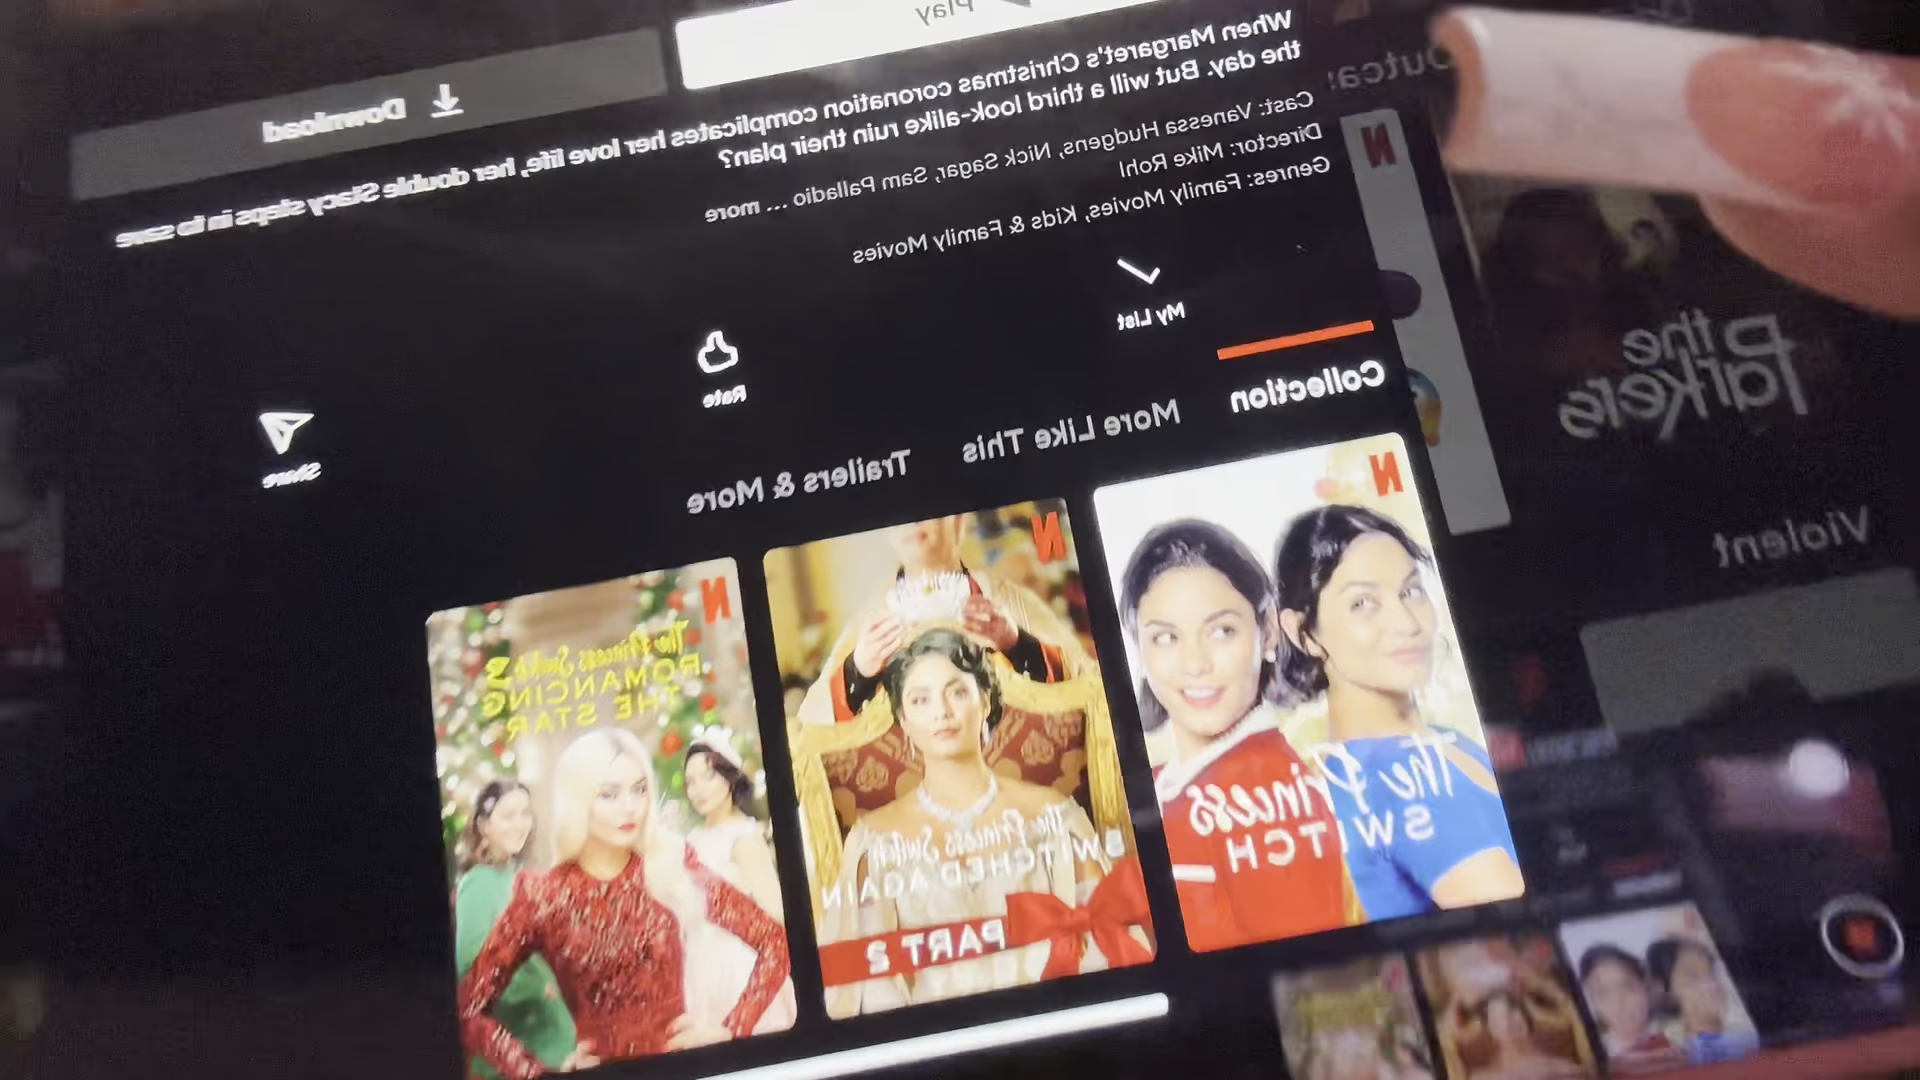 Play
Download
When Margaret's Christmas coronation complicates her love life, her double Stacy steps in to save
the day. But will a third look-alike ruin their plan?
Cast: Vanessa Hudgens, Nick Sagar, Sam Palladio ... more
Director: Mike Rohl
Genres: Family Movies, Kids & Family Movies
My List
Rate
Share
Collection
More Like This
Trailers & More
N
The Princess
SWITCH
N
The Princess Switch
SWITCHED AGAIN
PART 2
N
The Princess Switch 3
ROMANCING
THE STAR
N
the
Parkers
Violent